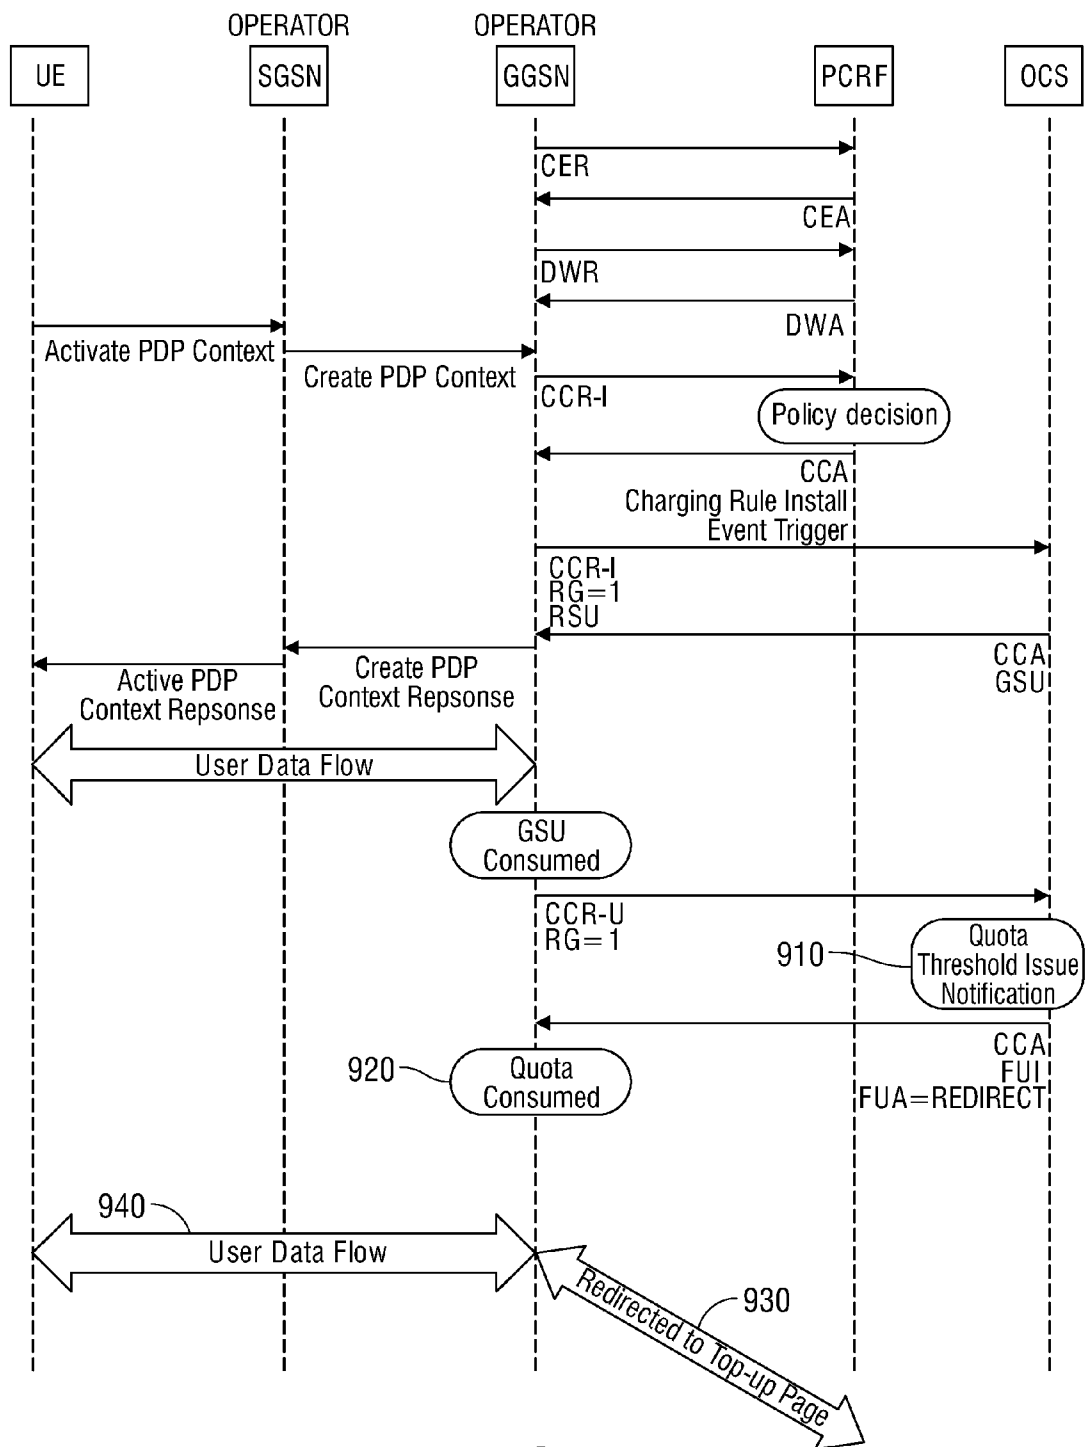 OPERATOR
OPERATOR
UE
SGSN
GGSN
PCRF
OCS
CER
CEA
DWR
DWA
Activate PDP Context
Create PDP Context
CCR-I
Policy decision
CCA
Charging Rule Install
Event Trigger
CCR-I
RG=1
RSU
CCA
GSU
Create PDP
Context Repsonse
Active PDP
Context Repsonse
User Data Flow
GSU
Consumed
CCR-U
RG=1
910
Quota
Threshold Issue
Notification
CCA
FUI
FUA=REDIRECT
920
Quota
Consumed
940
User Data Flow
930
Redirected to Top-up Page